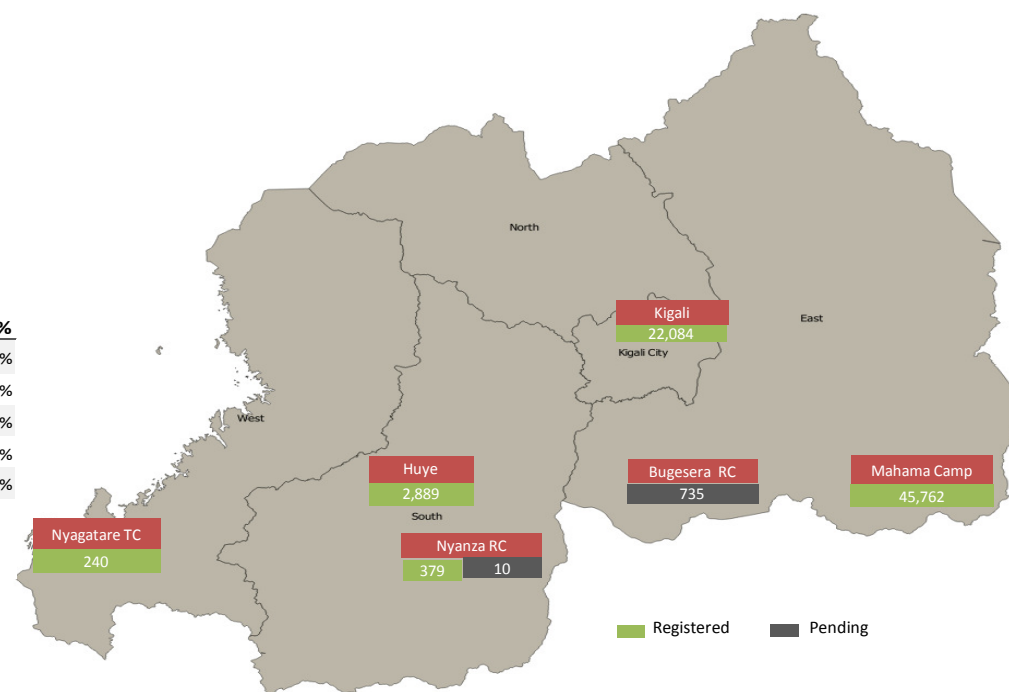 North
Kigali
22,084
Kigali City
East
%
%
%
%
%
%
West
Huye
2,889
South
Bugesera RC
735
Mahama Camp
45,762
Nyagatare TC
240
Nyanza RC
379 10
Registered Pending